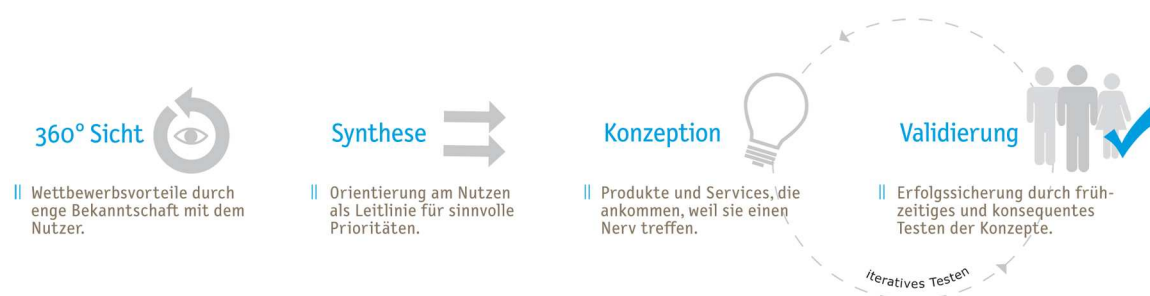 360° Sicht
|| Wettbewerbsvorteile durch
enge Bekanntschaft mit dem
Nutzer.
Synthese
|| Orientierung am Nutzen
als Leitlinie für sinnvolle
Prioritäten.
Konzeption
|| Produkte und Services, die
ankommen, weil sie einen
Nerv treffen.
Validierung
|| Erfolgssicherung durch früh-
zeitiges und konsequentes
Testen der Konzepte.
iteratives Testen